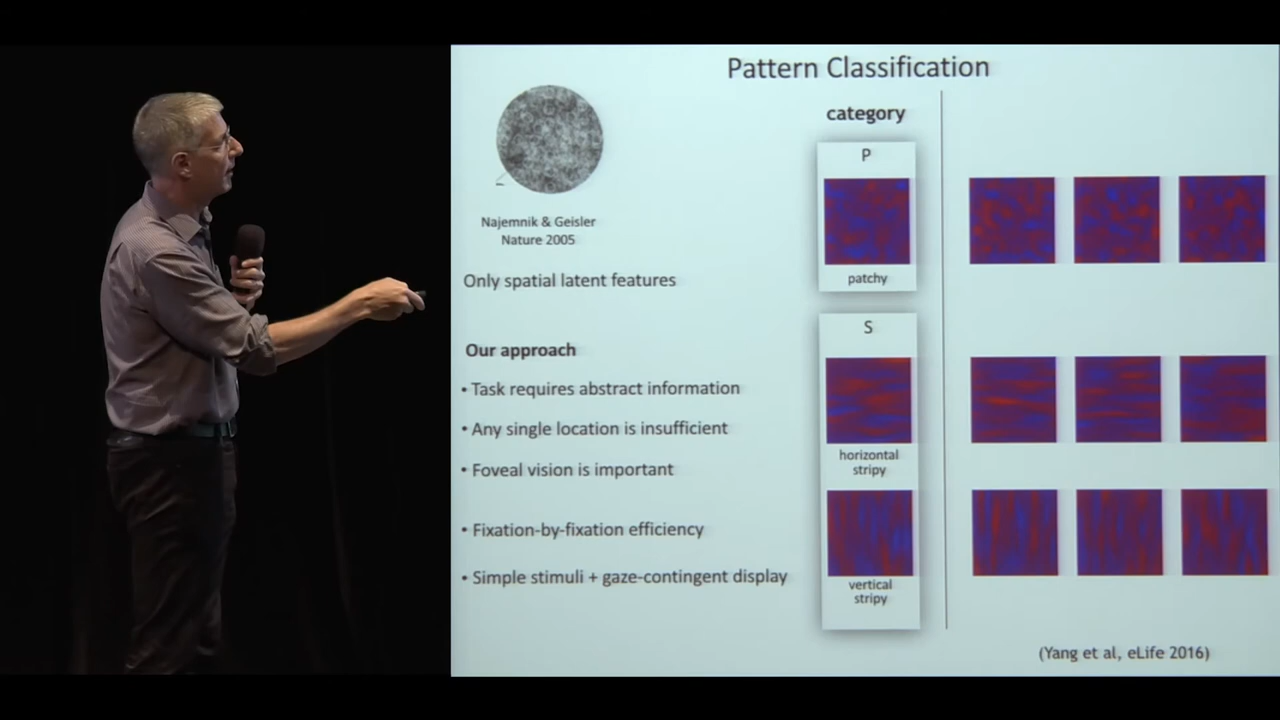 Pattern Classification
Najemnik & Geisler
Nature 2005
Only spatial latent features
Our approach
• Task requires abstract information
• Any single location is insufficient
• Foveal vision is important
• Fixation-by-fixation efficiency
• Simple stimuli + gaze-contingent display
category
P
patchy
S
horizontal
stripy
vertical
stripy
(Yang et al, eLife 2016)